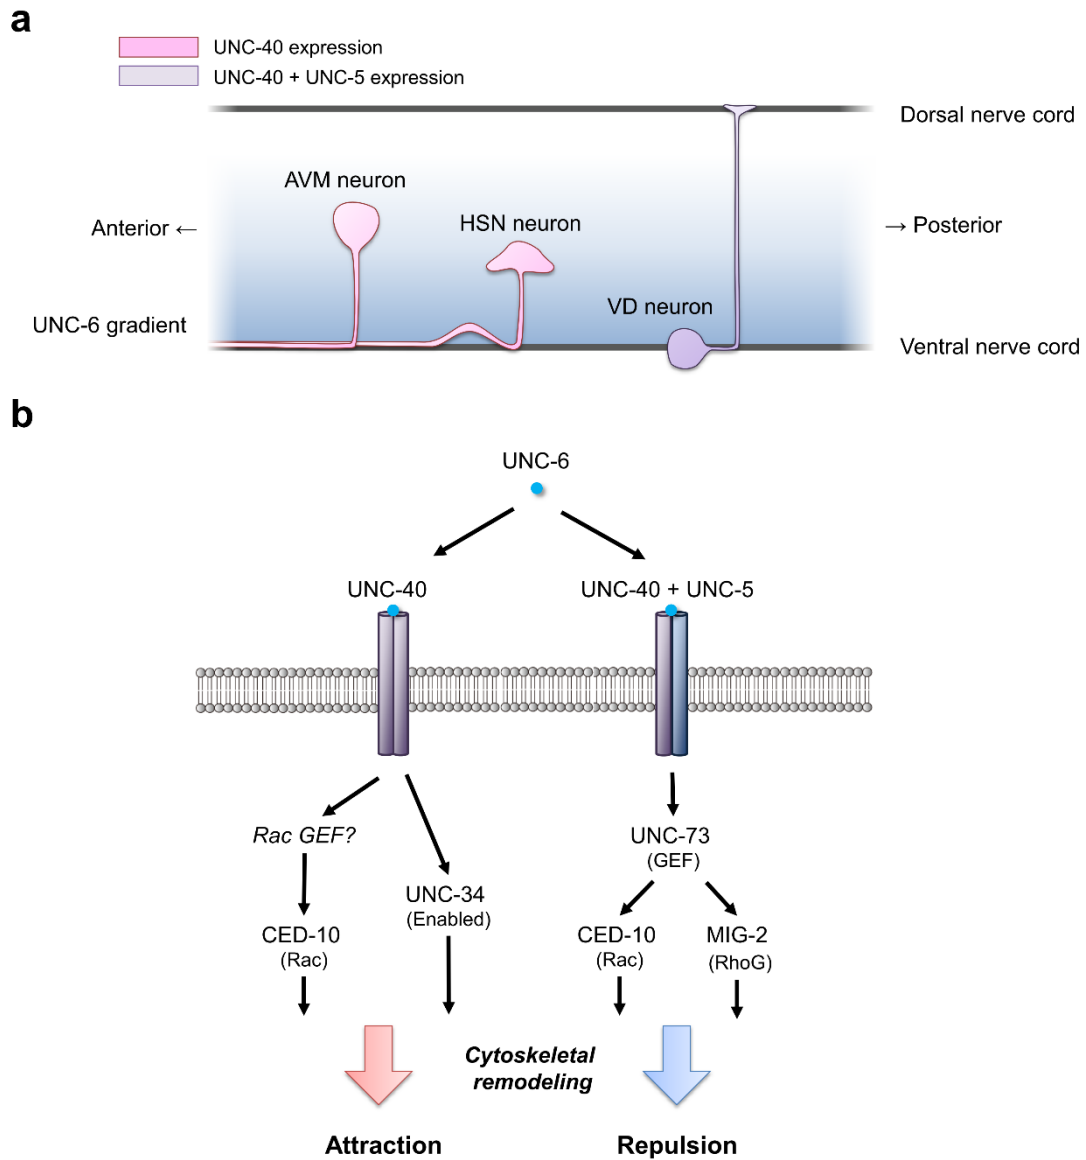 a
UNC-40 expression
UNC-40 + UNC-5 expression
Dorsal nerve cord
AVM neuron
HSN neuron
Anterior ←
→ Posterior
VD neuron
UNC-6 gradient
Ventral nerve cord
b
UNC-6
UNC-40
UNC-40 + UNC-5
Rac GEF?
UNC-73
(GEF)
UNC-34
(Enabled)
CED-10
(Rac)
CED-10
(Rac)
MIG-2
(RhoG)
Cytoskeletal
remodeling
Attraction
Repulsion